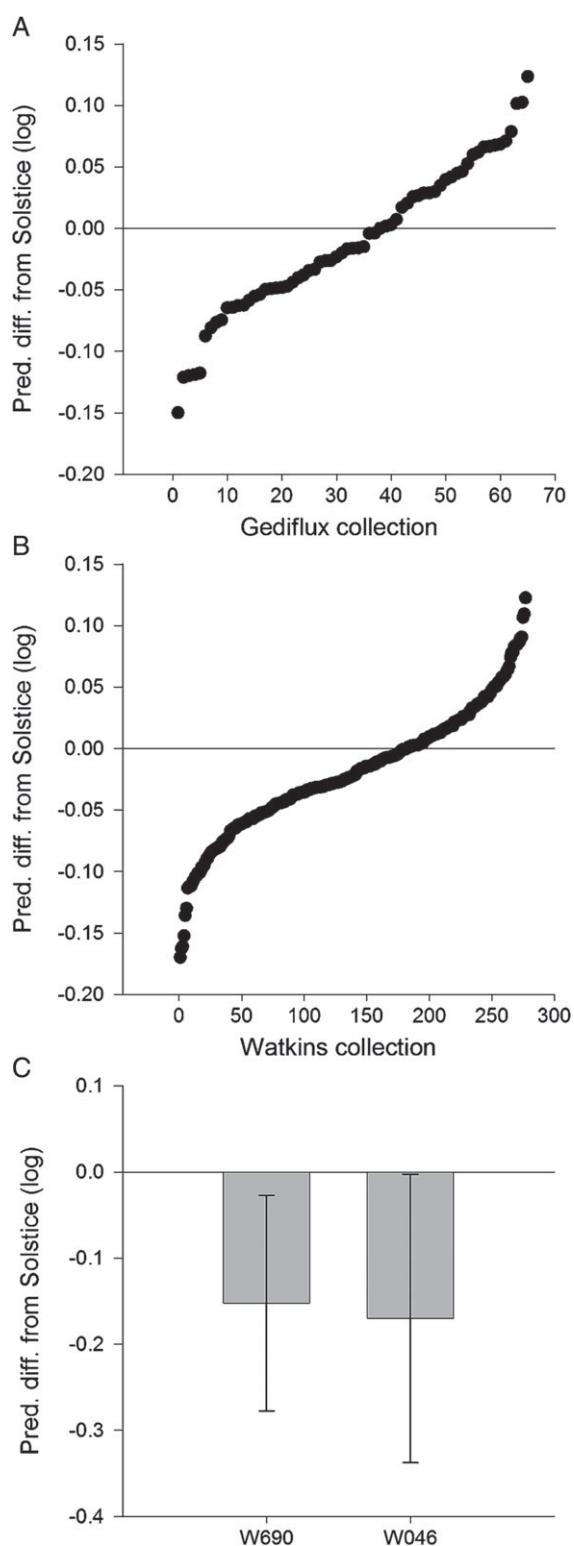 A
Pred. diff. from Solstice (log)
0.15
0.10
0.05
0.00
-0.05
-0.10
-0.15
-0.20
0 10 20 30 40 50 60 70
Gediflux collection
B
Pred. diff. from Solstice (log)
0.15
0.10
0.05
0.00
-0.05
-0.10
-0.15
-0.20
0 50 100 150 200 250 300
Watkins collection
C
Pred. diff. from Solstice (log)
0.1
0.0
-0.1
-0.2
-0.3
-0.4
W690 W046